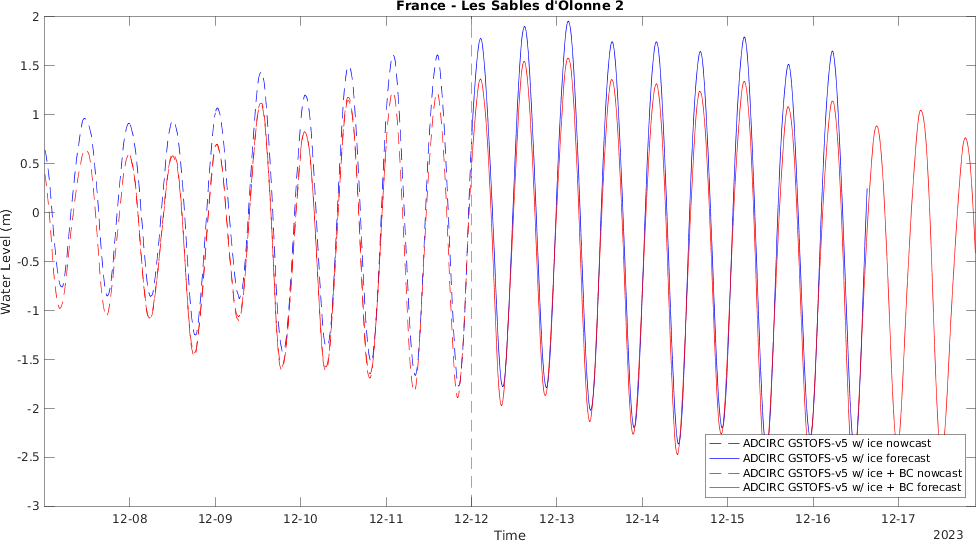 France - Les Sables d'Olonne 2
2
1.5
1
0.5
0
-0.5
-1
-1.5
-2
-2.5
-3
Water Level (m)
ADCIRC GSTOFS-v5 w/ ice nowcast
ADCIRC GSTOFS-v5 w/ ice forecast
ADCIRC GSTOFS-v5 w/ ice + BC nowcast
ADCIRC GSTOFS-v5 w/ ice + BC forecast
12-08 12-09 12-10 12-11 12-12 12-13 12-14 12-15 12-16 12-17
Time
2023